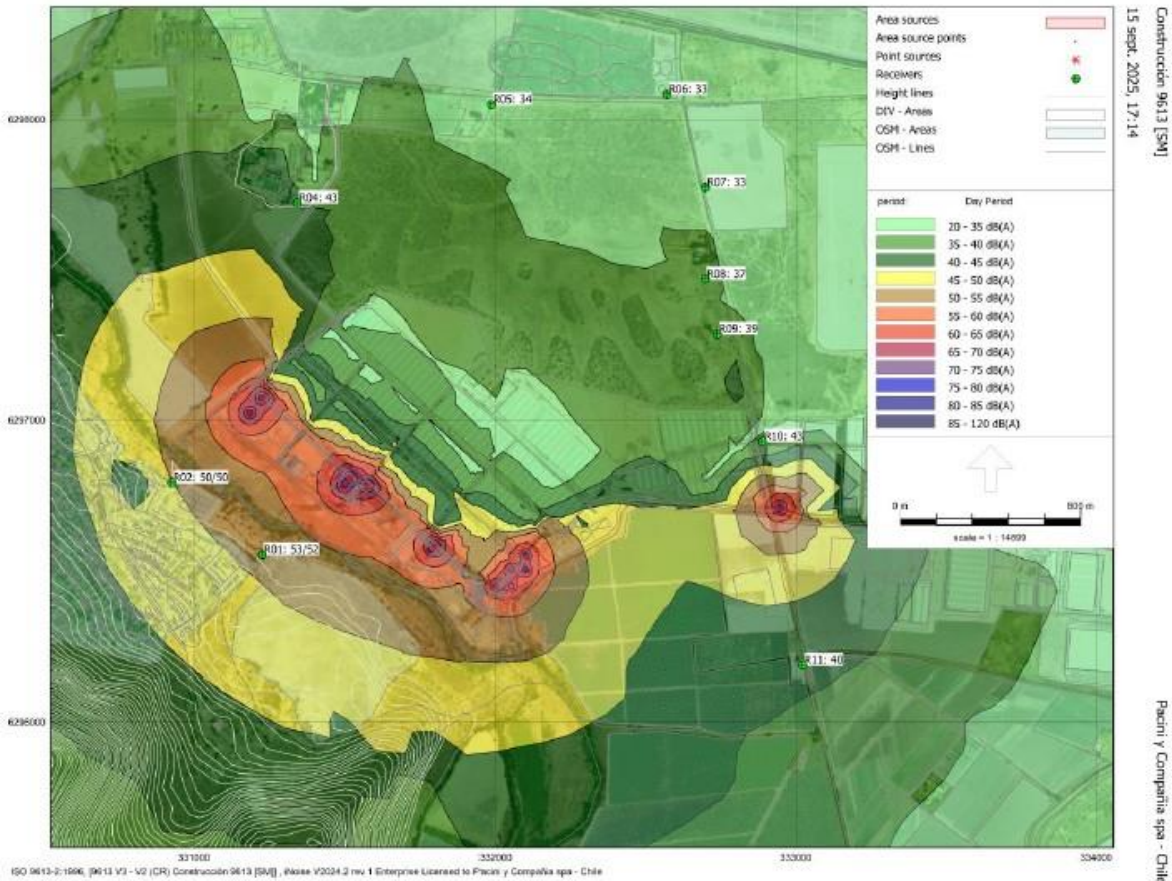 Construcción 9613 [SM]
15 sept. 2025, 17:14
Area sources
Area source points
Point sources
Receivers
Height lines
DIV - Areas
OSM - Areas
OSM - Lines
period: Day Period
20 - 35 dB(A)
35 - 40 dB(A)
40 - 45 dB(A)
45 - 50 dB(A)
50 - 55 dB(A)
55 - 60 dB(A)
60 - 65 dB(A)
65 - 70 dB(A)
70 - 75 dB(A)
75 - 80 dB(A)
80 - 85 dB(A)
85 - 120 dB(A)
0 m 600 m
scale = 1 : 14699
R05: 34
R06: 33
R04: 43
R07: 33
R08: 37
R09: 39
R10: 43
R02: 50/50
R01: 53/52
R11: 40
6298000
6297000
6296000
331000 332000 333000 334000
ISO 9613-2:1996, [9613 V3 - V2 (CR) Construcción 9613 [SM]] , iNoise V2024.2 rev 1 Enterprise Licensed to Pacini y Compañia spa - Chile
Pacini y Compañia spa - Chile